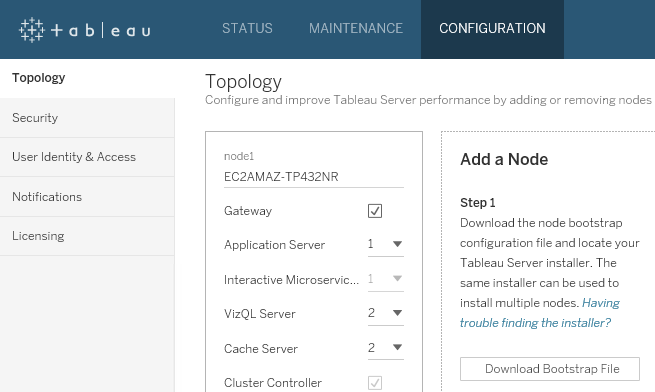 + a b | e a u
STATUS
MAINTENANCE
CONFIGURATION
Topology
Security
User Identity & Access
Notifications
Licensing
Topology
Configure and improve Tableau Server performance by adding or removing nodes
node1
EC2AMAZ-TP432NR
Gateway
Application Server 1
Interactive Microservic... 1
VizQL Server 2
Cache Server 2
Cluster Controller
Add a Node
Step 1
Download the node bootstrap
configuration file and locate your
Tableau Server installer. The
same installer can be used to
install multiple nodes. Having
trouble finding the installer?
Download Bootstrap File